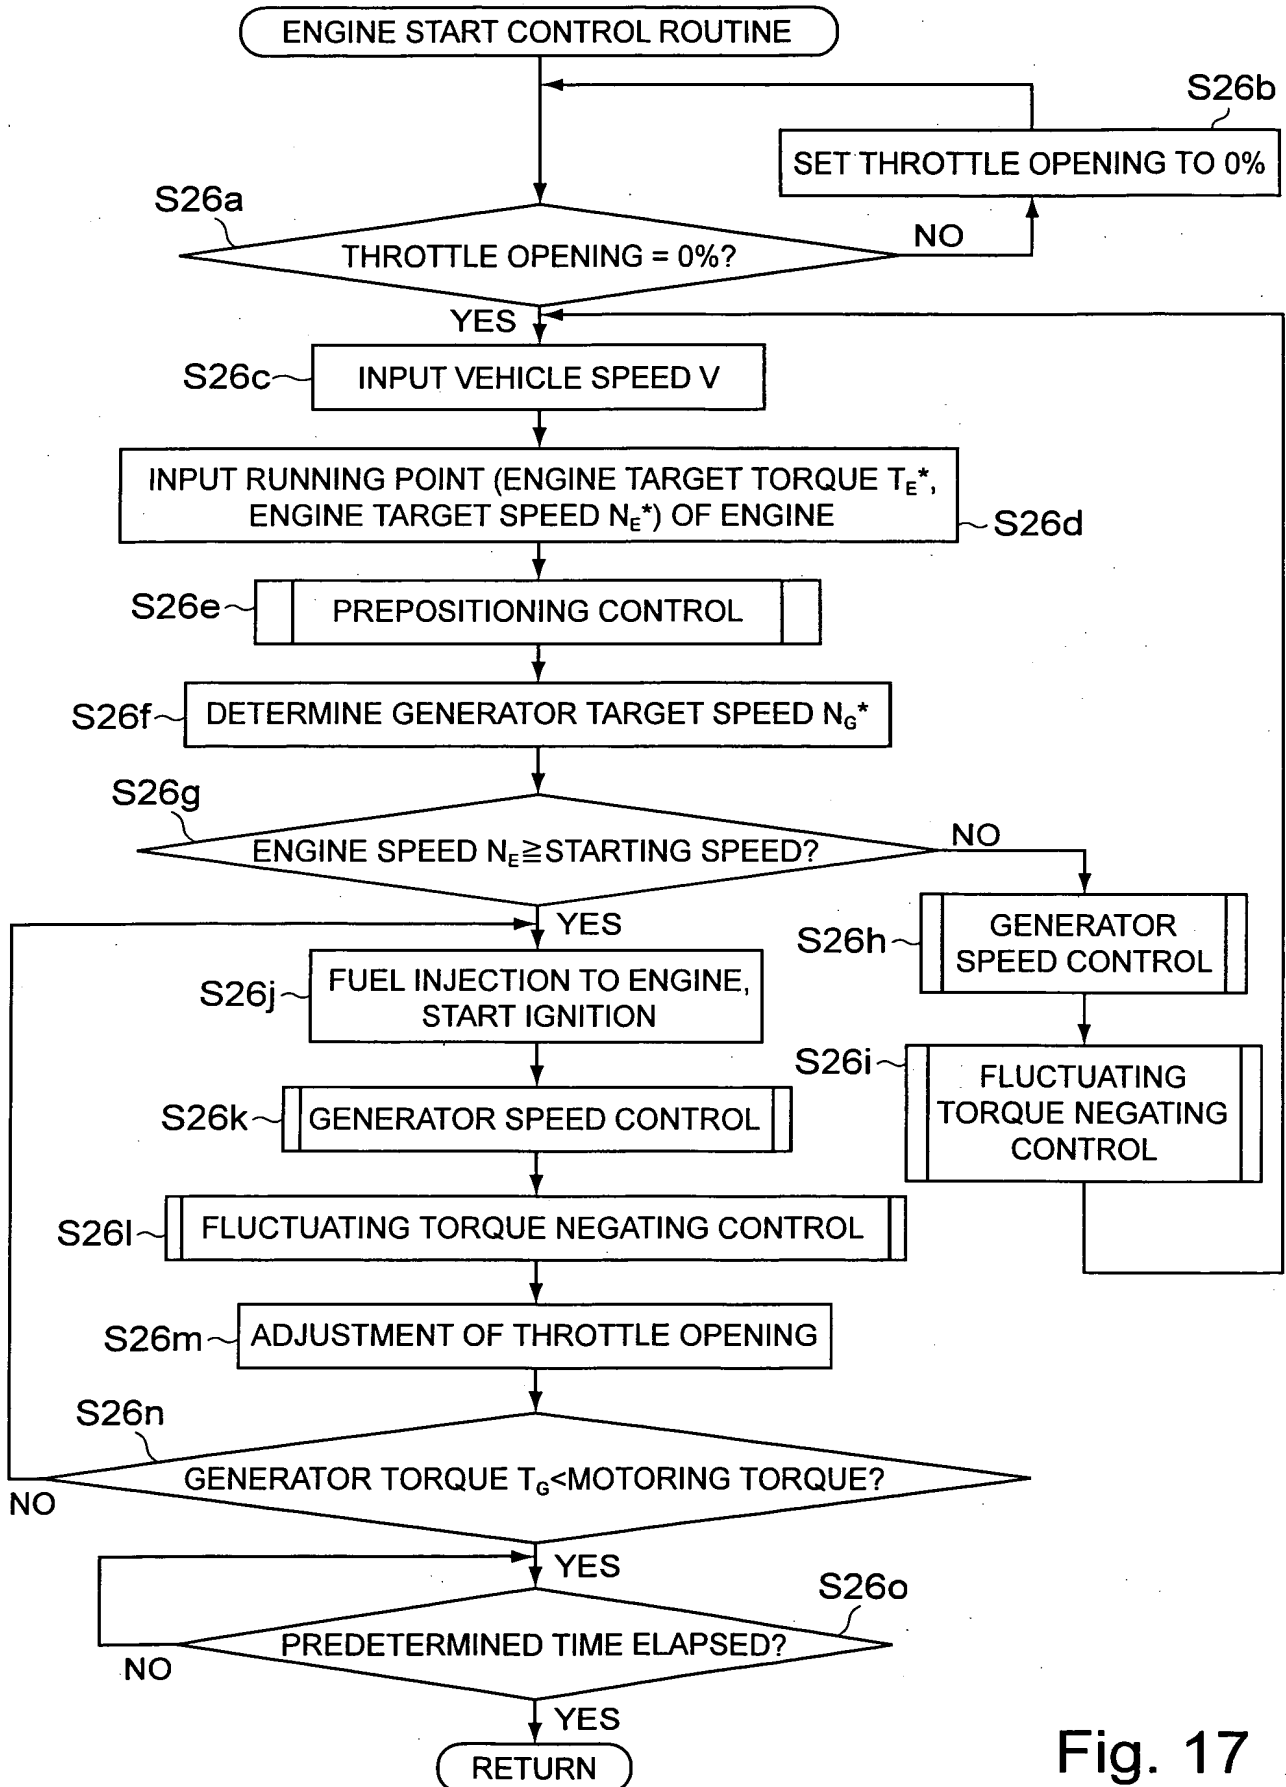 ENGINE START CONTROL ROUTINE
S26b
SET THROTTLE OPENING TO 0%
S26a
THROTTLE OPENING = 0%?
NO
YES
S26c
INPUT VEHICLE SPEED V
INPUT RUNNING POINT (ENGINE TARGET TORQUE TE*,
ENGINE TARGET SPEED NE*) OF ENGINE
S26d
S26e
PREPOSITIONING CONTROL
S26f
DETERMINE GENERATOR TARGET SPEED NG*
S26g
ENGINE SPEED NE≧STARTING SPEED?
NO
YES
S26h
GENERATOR
SPEED CONTROL
S26j
FUEL INJECTION TO ENGINE,
START IGNITION
S26i
FLUCTUATING
TORQUE NEGATING
CONTROL
S26k
GENERATOR SPEED CONTROL
S26l
FLUCTUATING TORQUE NEGATING CONTROL
S26m
ADJUSTMENT OF THROTTLE OPENING
S26n
GENERATOR TORQUE TG<MOTORING TORQUE?
NO
YES
S26o
PREDETERMINED TIME ELAPSED?
NO
YES
RETURN
Fig. 17